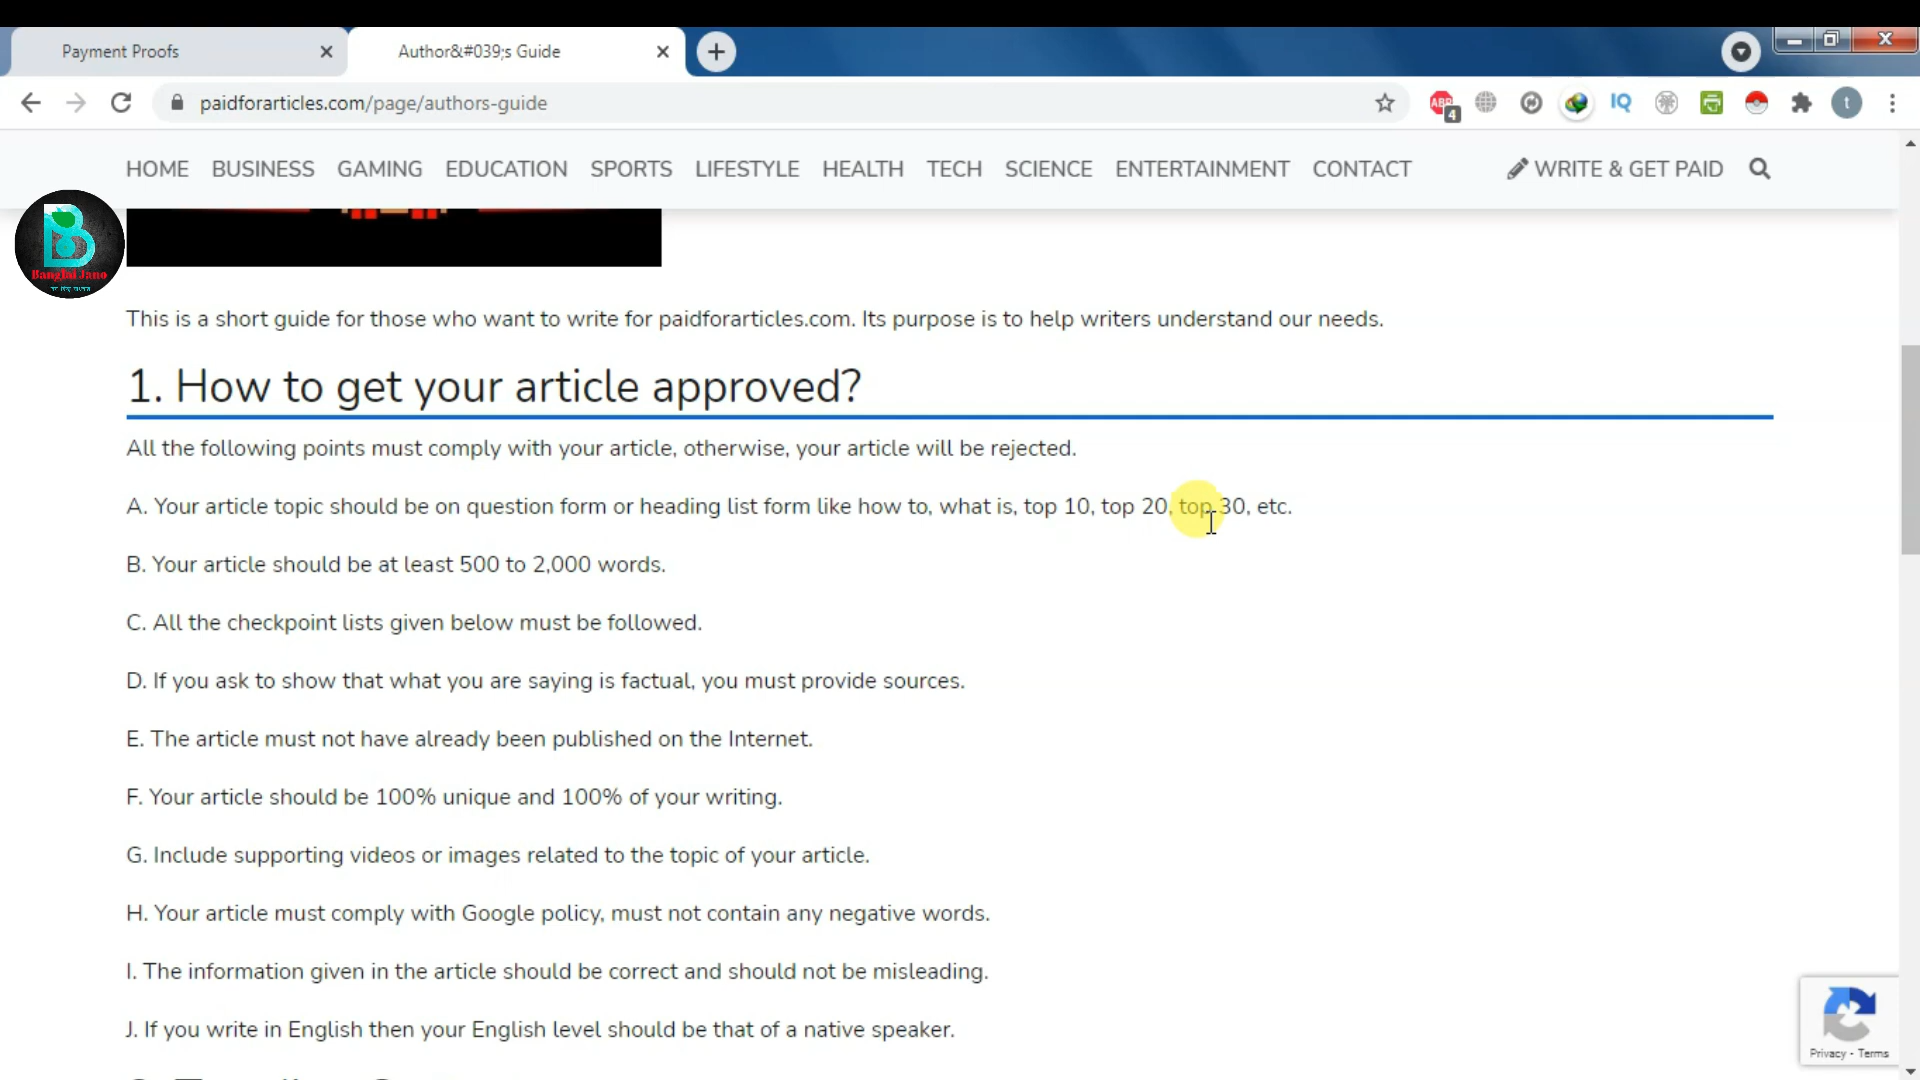 Payment Proofs
Author&#039;s Guide
paidforarticles.com/page/authors-guide
ABP
4
IQ
t
HOME BUSINESS GAMING EDUCATION SPORTS LIFESTYLE HEALTH TECH SCIENCE ENTERTAINMENT CONTACT WRITE & GET PAID
Banglai Jano
This is a short guide for those who want to write for paidforarticles.com. Its purpose is to help writers understand our needs.
1. How to get your article approved?
All the following points must comply with your article, otherwise, your article will be rejected.
A. Your article topic should be on question form or heading list form like how to, what is, top 10, top 20, top 30, etc.
B. Your article should be at least 500 to 2,000 words.
C. All the checkpoint lists given below must be followed.
D. If you ask to show that what you are saying is factual, you must provide sources.
E. The article must not have already been published on the Internet.
F. Your article should be 100% unique and 100% of your writing.
G. Include supporting videos or images related to the topic of your article.
H. Your article must comply with Google policy, must not contain any negative words.
I. The information given in the article should be correct and should not be misleading.
J. If you write in English then your English level should be that of a native speaker.
Privacy - Terms